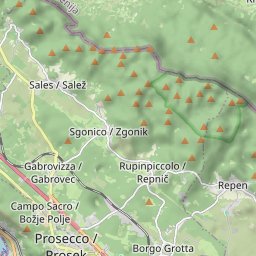 Sales / Salež
Sgonico / Zgonik
Gabrovizza /
Gabrovec
Rupinpiccolo /
Repnič
Repen
Campo Sacro /
Božje Polje
Prosecco /
Prosek
Borgo Grotta